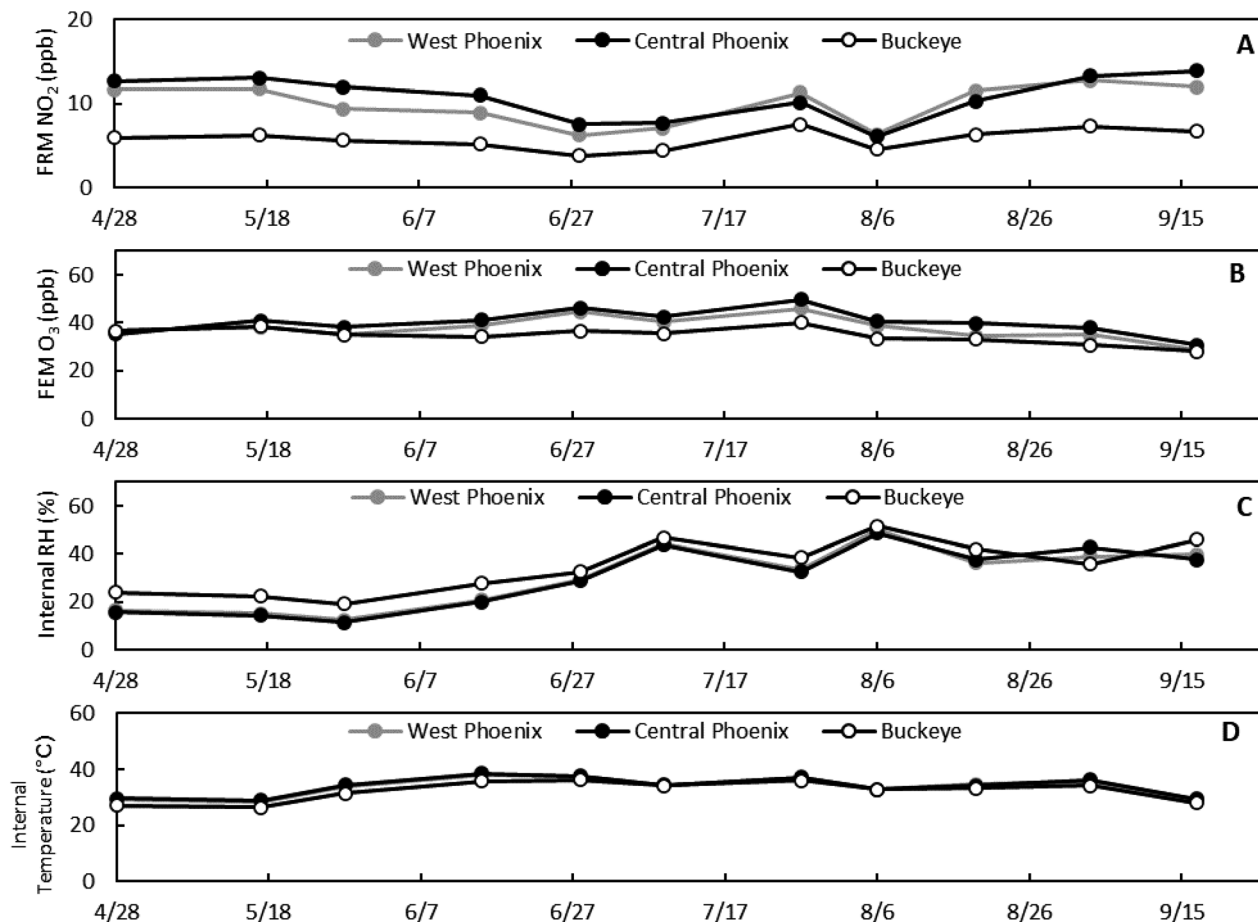 20
West Phoenix Central Phoenix Buckeye
A
10
0
FRM NO₂ (ppb)
4/28 5/18 6/7 6/27 7/17 8/6 8/26 9/15
60
West Phoenix Central Phoenix Buckeye
B
40
20
0
FEM O₃ (ppb)
4/28 5/18 6/7 6/27 7/17 8/6 8/26 9/15
60
West Phoenix Central Phoenix Buckeye
C
40
20
0
Internal RH (%)
4/28 5/18 6/7 6/27 7/17 8/6 8/26 9/15
60
West Phoenix Central Phoenix Buckeye
D
40
20
0
Internal
Temperature (°C)
4/28 5/18 6/7 6/27 7/17 8/6 8/26 9/15